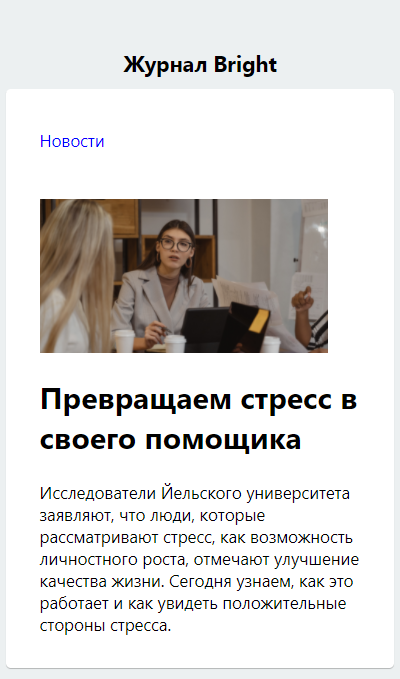 Журнал Bright
Новости
Превращаем стресс в
своего помощика
Исследователи Йельского университета
заявляют, что люди, которые
рассматривают стресс, как возможность
личностного роста, отмечают улучшение
качества жизни. Сегодня узнаем, как это
работает и как увидеть положительные
стороны стресса.